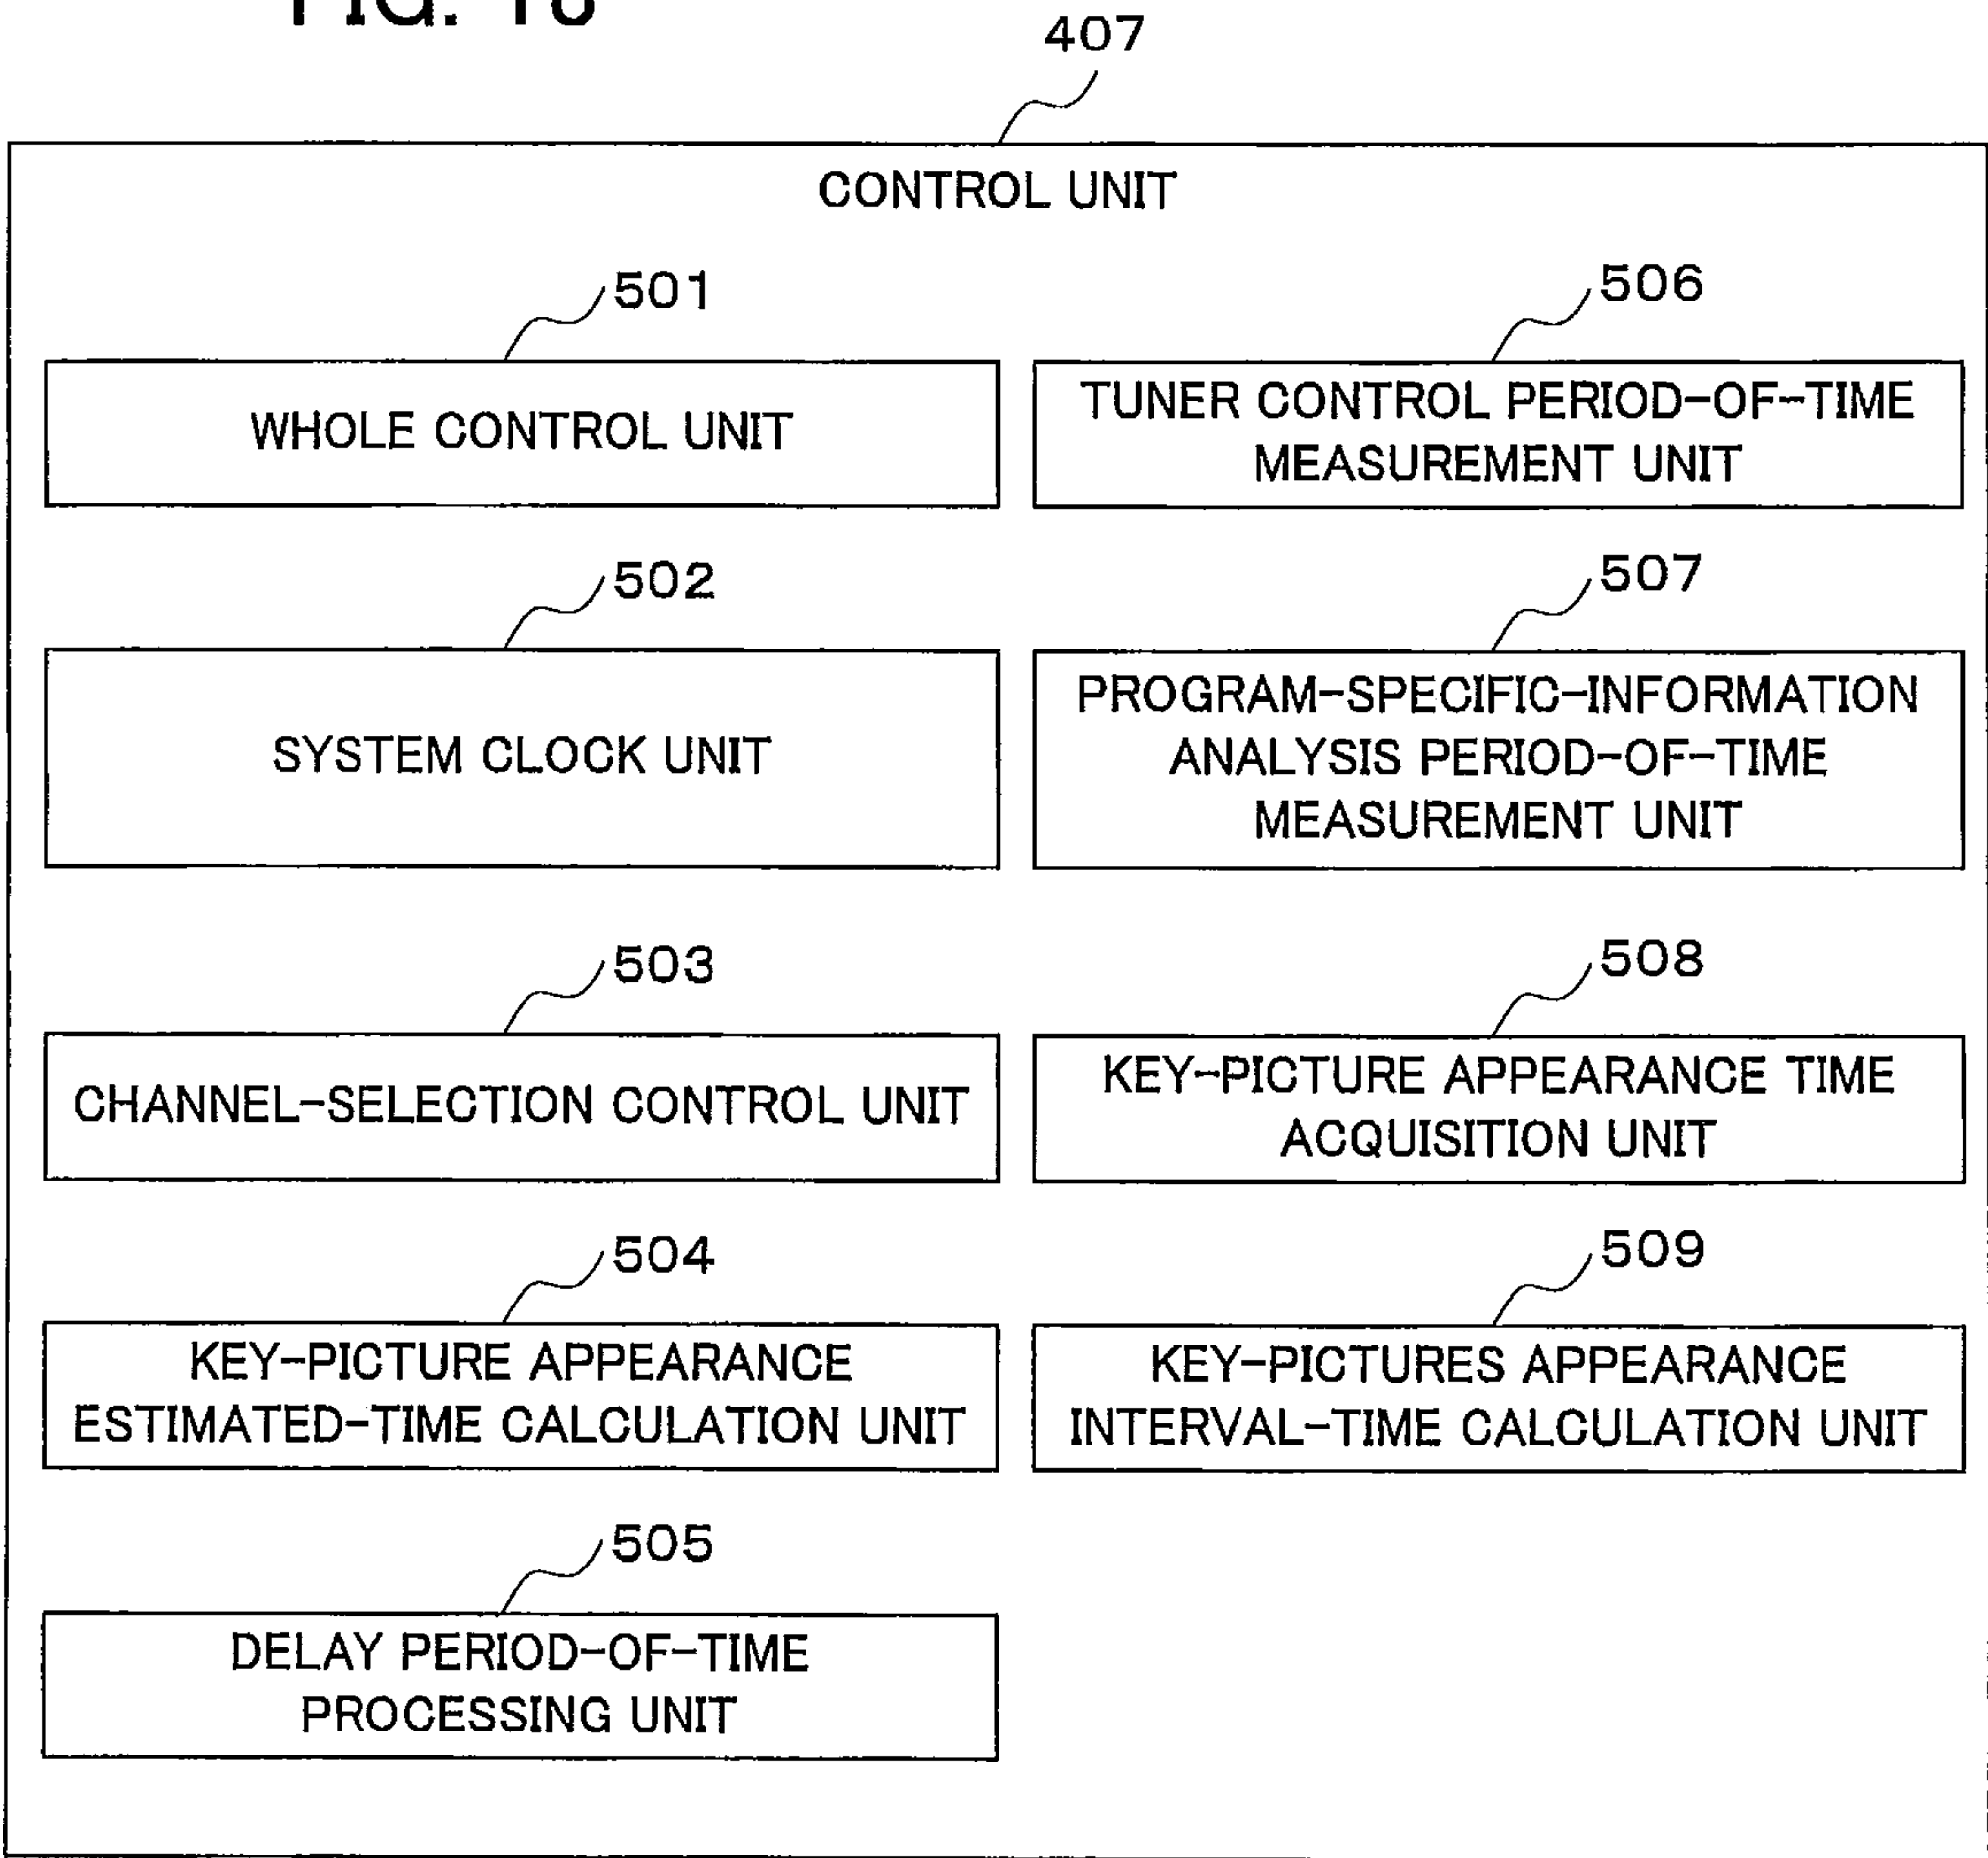 FIG.
407
CONTROL UNIT
501
WHOLE CONTROL UNIT
502
SYSTEM CLOCK UNIT
503
CHANNEL-SELECTION CONTROL UNIT
504
KEY-PICTURE APPEARANCE
ESTIMATED-TIME CALCULATION UNIT
505
DELAY PERIOD-OF-TIME
PROCESSING UNIT
506
TUNER CONTROL PERIOD-OF-TIME
MEASUREMENT UNIT
507
PROGRAM-SPECIFIC-INFORMATION
ANALYSIS PERIOD-OF-TIME
MEASUREMENT UNIT
508
KEY-PICTURE APPEARANCE TIME
ACQUISITION UNIT
509
KEY-PICTURES APPEARANCE
INTERVAL-TIME CALCULATION UNIT